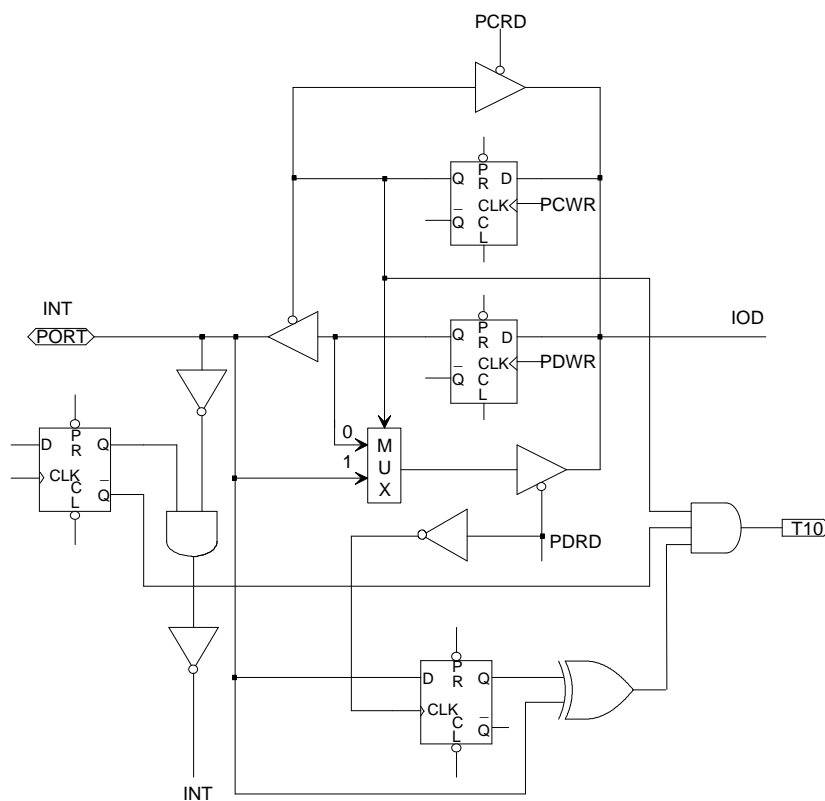 PCRD
Q P R D
CLK PCWR
Q C L
INT
PORT
Q P R D
CLK PDWR
Q C L
IOD
D P R Q
CLK
C L Q
0
1
M U X
PDRD
T10
D P R Q
CLK
C L Q
INT